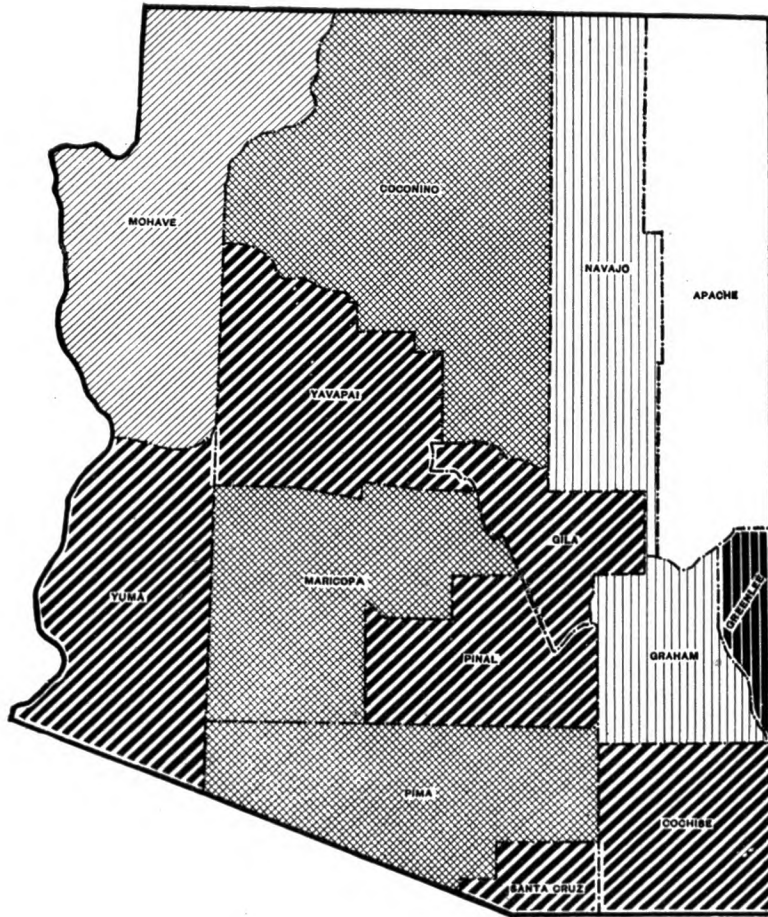 COCONINO
MOHAVE
NAVAJO
APACHE
YAVAPAI
GILA
MARICOPA
YUMA
GREENLEE
PINAL
GRAHAM
PIMA
COCHISE
SANTA CRUZ